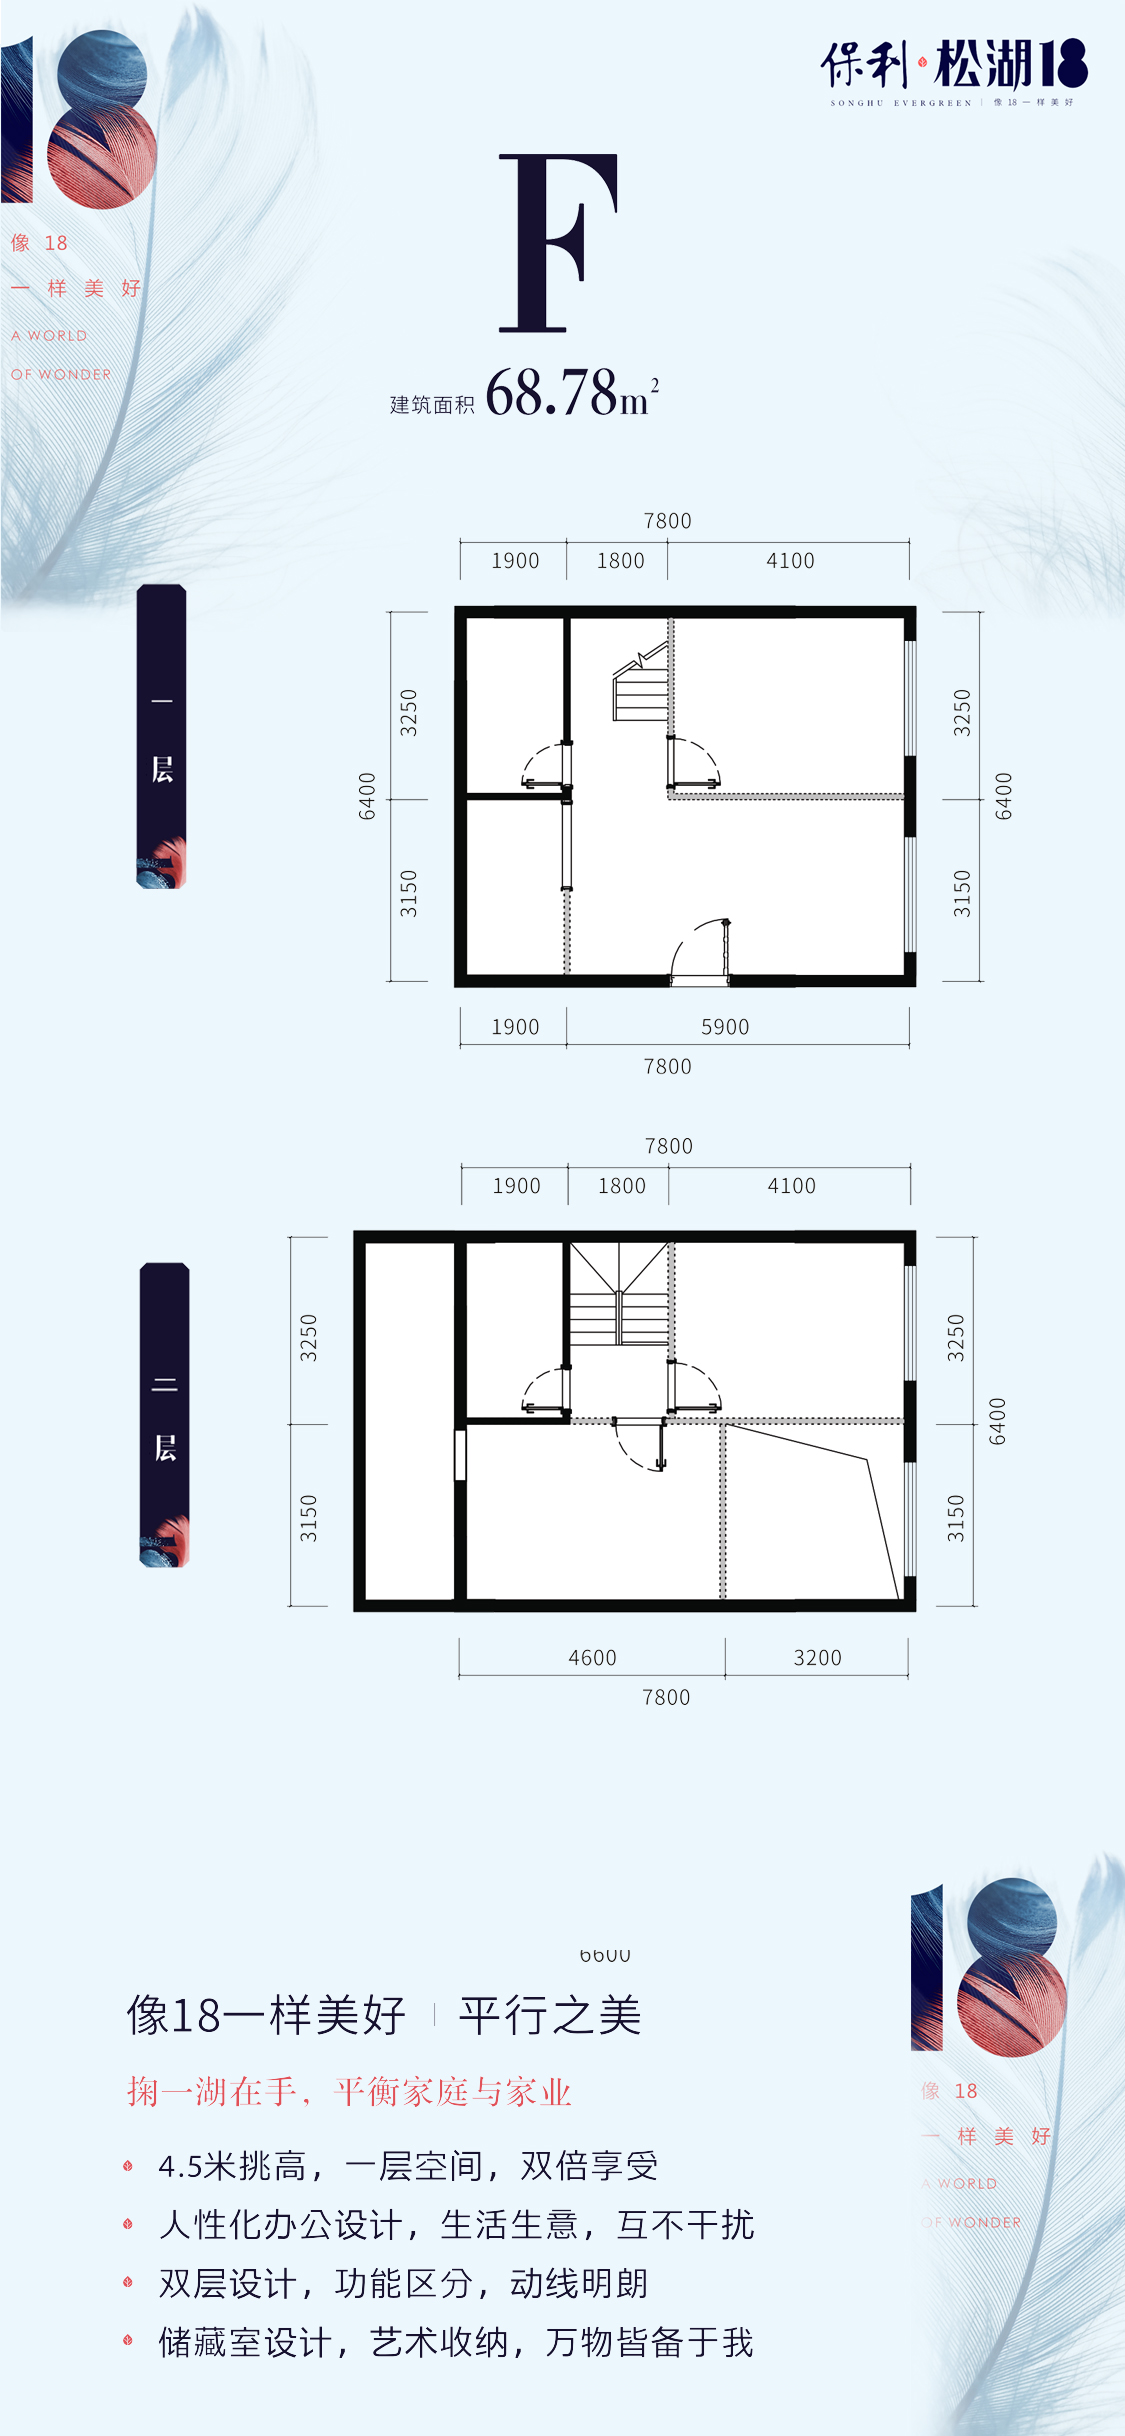 18
像 18
一样美好
A WORLD
OF WONDER
保利·松湖18
SONGHU EVERGREEN | 像18一样美好
F
建筑面积 68.78m²
一层
7800
1900 1800 4100
3250
3150
6400
3250
3150
6400
1900 5900
7800
二层
7800
1900 1800 4100
3250
3150
3250
3150
6400
4600 3200
7800
6600
像18一样美好 | 平行之美
掬一湖在手，平衡家庭与家业
4.5米挑高，一层空间，双倍享受
人性化办公设计，生活生意，互不干扰
双层设计，功能区分，动线明朗
储藏室设计，艺术收纳，万物皆备于我
18
像 18
一样美好
A WORLD
OF WONDER